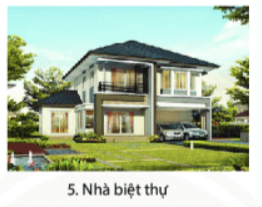 5. Nhà biệt thự